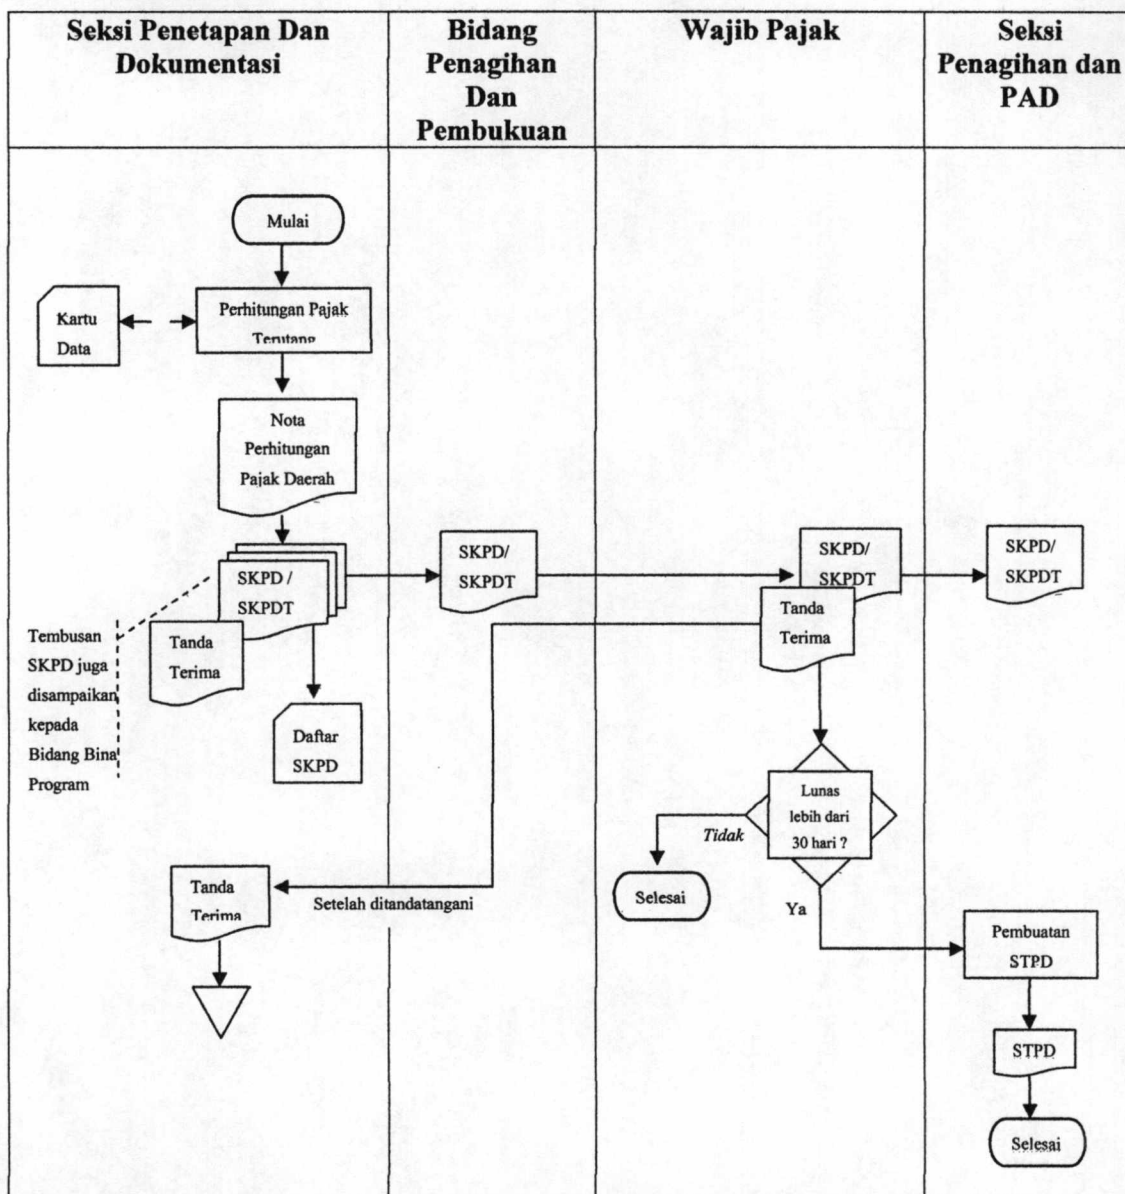 Seksi Penetapan Dan
Dokumentasi
Bidang
Penagihan
Dan
Pembukuan
Wajib Pajak
Seksi
Penagihan dan
PAD
Mulai
Kartu
Data
Perhitungan Pajak
Terutang
Nota
Perhitungan
Pajak Daerah
SKPD /
SKPDT
Tanda
Terima
Tembusan
SKPD juga
disampaikan
kepada
Bidang Bina
Program
Daftar
SKPD
SKPD/
SKPDT
SKPD/
SKPDT
Tanda
Terima
SKPD/
SKPDT
Lunas
lebih dari
30 hari ?
Tidak
Selesai
Ya
Tanda
Terima
Setelah ditandatangani
Pembuatan
STPD
STPD
Selesai